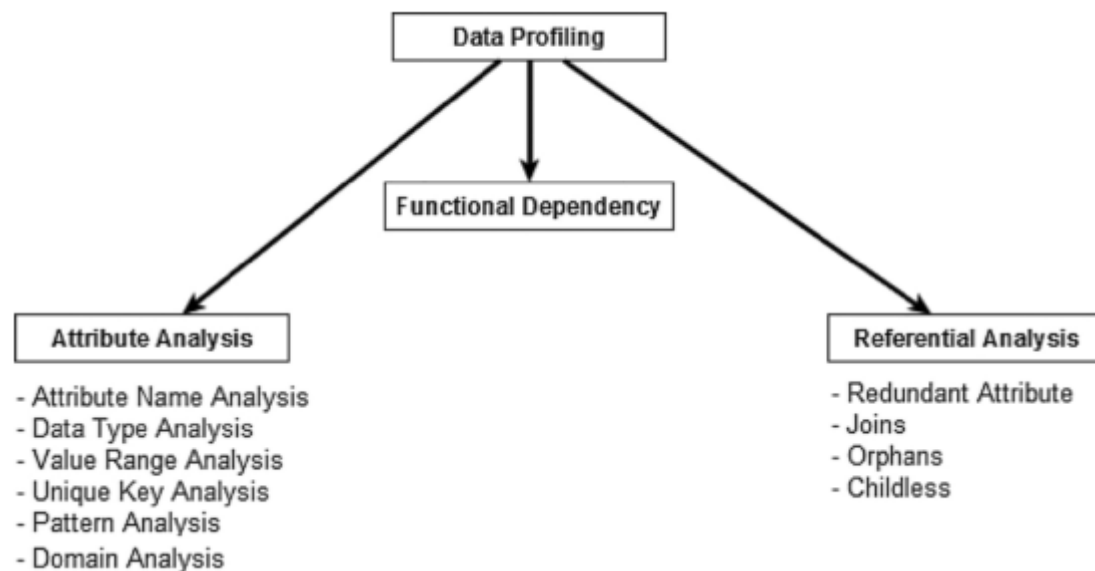 Data Profiling
Functional Dependency
Attribute Analysis
- Attribute Name Analysis
- Data Type Analysis
- Value Range Analysis
- Unique Key Analysis
- Pattern Analysis
- Domain Analysis
Referential Analysis
- Redundant Attribute
- Joins
- Orphans
- Childless